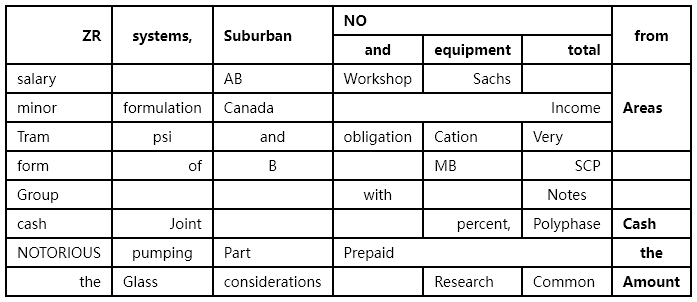 ZR systems, Suburban NO from
and equipment total
salary AB Workshop Sachs Areas
minor formulation Canada Income
Tram psi and obligation Cation Very
form of B MB SCP
Group with Notes
cash Joint percent, Polyphase Cash
NOTORIOUS pumping Part Prepaid the
the Glass considerations Research Common Amount